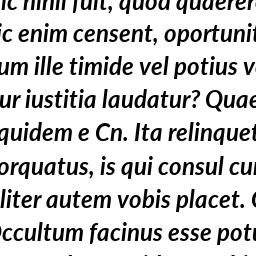 ic nihil fuit, quod quaerer
ic enim censent, oportunit
um ille timide vel potius v
ur iustitia laudatur? Quae
quidem e Cn. Ita relinquet
orquatus, is qui consul cu
liter autem vobis placet.
Occultum facinus esse potu